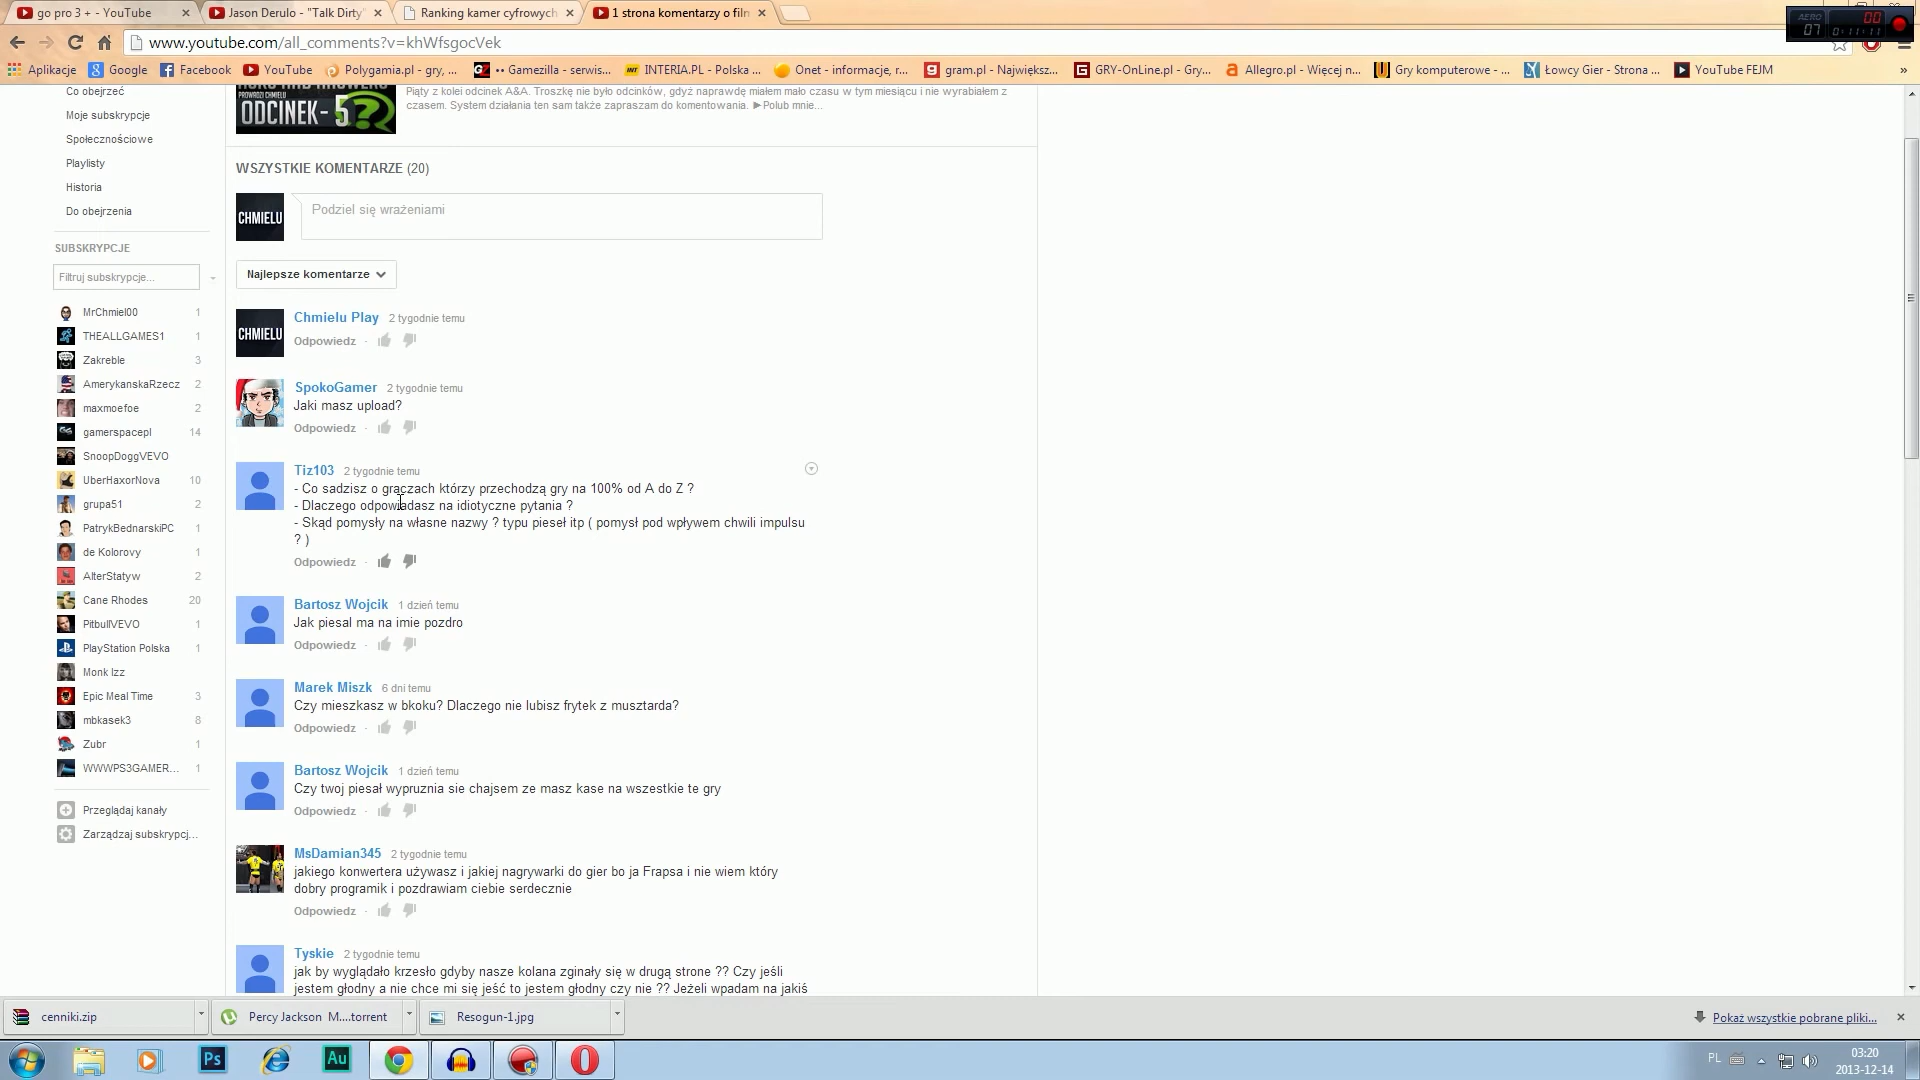 go pro 3 + - YouTube
Jason Derulo - "Talk Dirty"
Ranking kamer cyfrowych
1 strona komentarzy o film
AERO
07
00
0:11:11
www.youtube.com/all_comments?v=khWfsgocVek
Aplikacje
Google
Facebook
YouTube
Polygamia.pl - gry, ...
•• Gamezilla - serwis...
INTERIA.PL - Polska ...
Onet - informacje, r...
gram.pl - Największ...
GRY-OnLine.pl - Gry...
Allegro.pl - Więcej n...
Gry komputerowe - ...
Łowcy Gier - Strona ...
YouTube FEJM
»
Co obejrzeć
Moje subskrypcje
Społecznościowe
Playlisty
Historia
Do obejrzenia
SUBSKRYPCJE
Filtruj subskrypcje...
MrChmiel00 1
THEALLGAMES1 1
Zakreble 3
AmerykanskaRzecz 2
maxmoefoe 2
gamerspacepl 14
SnoopDoggVEVO
UberHaxorNova 10
grupa51 2
PatrykBednarskiPC 1
de Kolorovy 1
AlterStatyw 2
Cane Rhodes 20
PitbullVEVO 1
PlayStation Polska 1
Monk Izz
Epic Meal Time 3
mbkasek3 8
Zubr 1
WWWPS3GAMER... 1
Przeglądaj kanały
Zarządzaj subskrypcj...
PROWADZI CHMIELU
ODCINEK- 5
Piąty z kolei odcinek A&A. Troszkę nie było odcinków, gdyż naprawdę miałem mało czasu w tym miesiącu i nie wyrabiałem z
czasem. System działania ten sam także zapraszam do komentowania. ►Polub mnie...
WSZYSTKIE KOMENTARZE (20)
CHMIELU
Podziel się wrażeniami
Najlepsze komentarze
CHMIELU
Chmielu Play 2 tygodnie temu
Odpowiedz ·
SpokoGamer 2 tygodnie temu
Jaki masz upload?
Odpowiedz ·
Tiz103 2 tygodnie temu
- Co sadzisz o graczach którzy przechodzą gry na 100% od A do Z ?
- Dlaczego odpowiadasz na idiotyczne pytania ?
- Skąd pomysły na własne nazwy ? typu pieseł itp ( pomysł pod wpływem chwili impulsu
? )
Odpowiedz ·
Bartosz Wojcik 1 dzień temu
Jak piesal ma na imie pozdro
Odpowiedz ·
Marek Miszk 6 dni temu
Czy mieszkasz w bkoku? Dlaczego nie lubisz frytek z musztarda?
Odpowiedz ·
Bartosz Wojcik 1 dzień temu
Czy twoj piesał wypruznia sie chajsem ze masz kase na wszestkie te gry
Odpowiedz ·
MsDamian345 2 tygodnie temu
jakiego konwertera używasz i jakiej nagrywarki do gier bo ja Frapsa i nie wiem który
dobry programik i pozdrawiam ciebie serdecznie
Odpowiedz ·
Tyskie 2 tygodnie temu
jak by wyglądało krzesło gdyby nasze kolana zginały się w drugą strone ?? Czy jeśli
jestem głodny a nie chce mi się jeść to jestem głodny czy nie ?? Jeżeli wpadam na jakiś
cenniki.zip
Percy Jackson M....torrent
Resogun-1.jpg
Pokaż wszystkie pobrane pliki...
Ps
Au
PL
03:20
2013-12-14